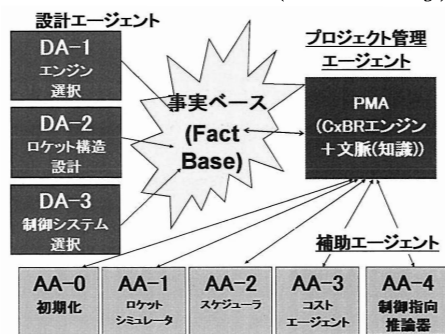 設計エージェント
DA-1
エンジン
選択
DA-2
ロケット構造
設計
DA-3
制御システム
選択
事実ベース
(Fact
Base)
プロジェクト管理
エージェント
PMA
(CxBRエンジン
+文脈(知識))
補助エージェント
AA-0
初期化
AA-1
ロケット
シミュレータ
AA-2
スケジューラ
AA-3
コスト
エージェント
AA-4
制御指向
推論器